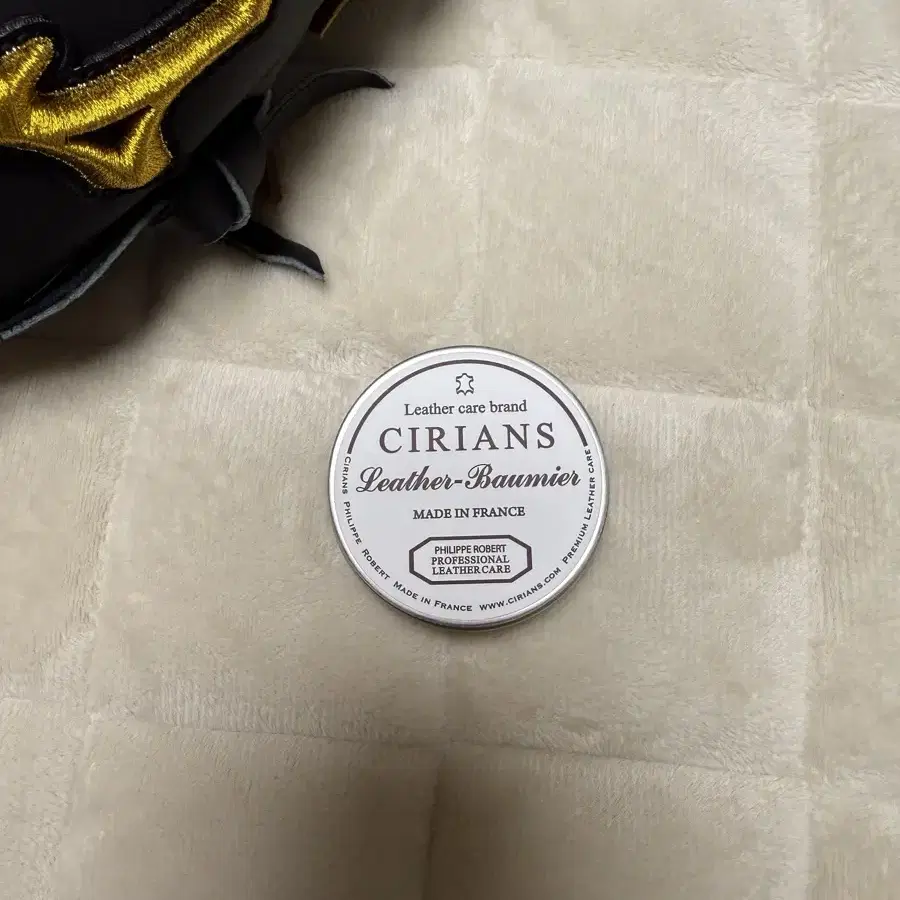 Leather care brand
CIRIANS
Leather-Baumier
MADE IN FRANCE
PHILIPPE ROBERT
PROFESSIONAL
LEATHER CARE
CIRIANS PHILIPPE ROBERT MADE IN FRANCE WWW.CIRIANS.COM PREMIUM LEATHER CARE